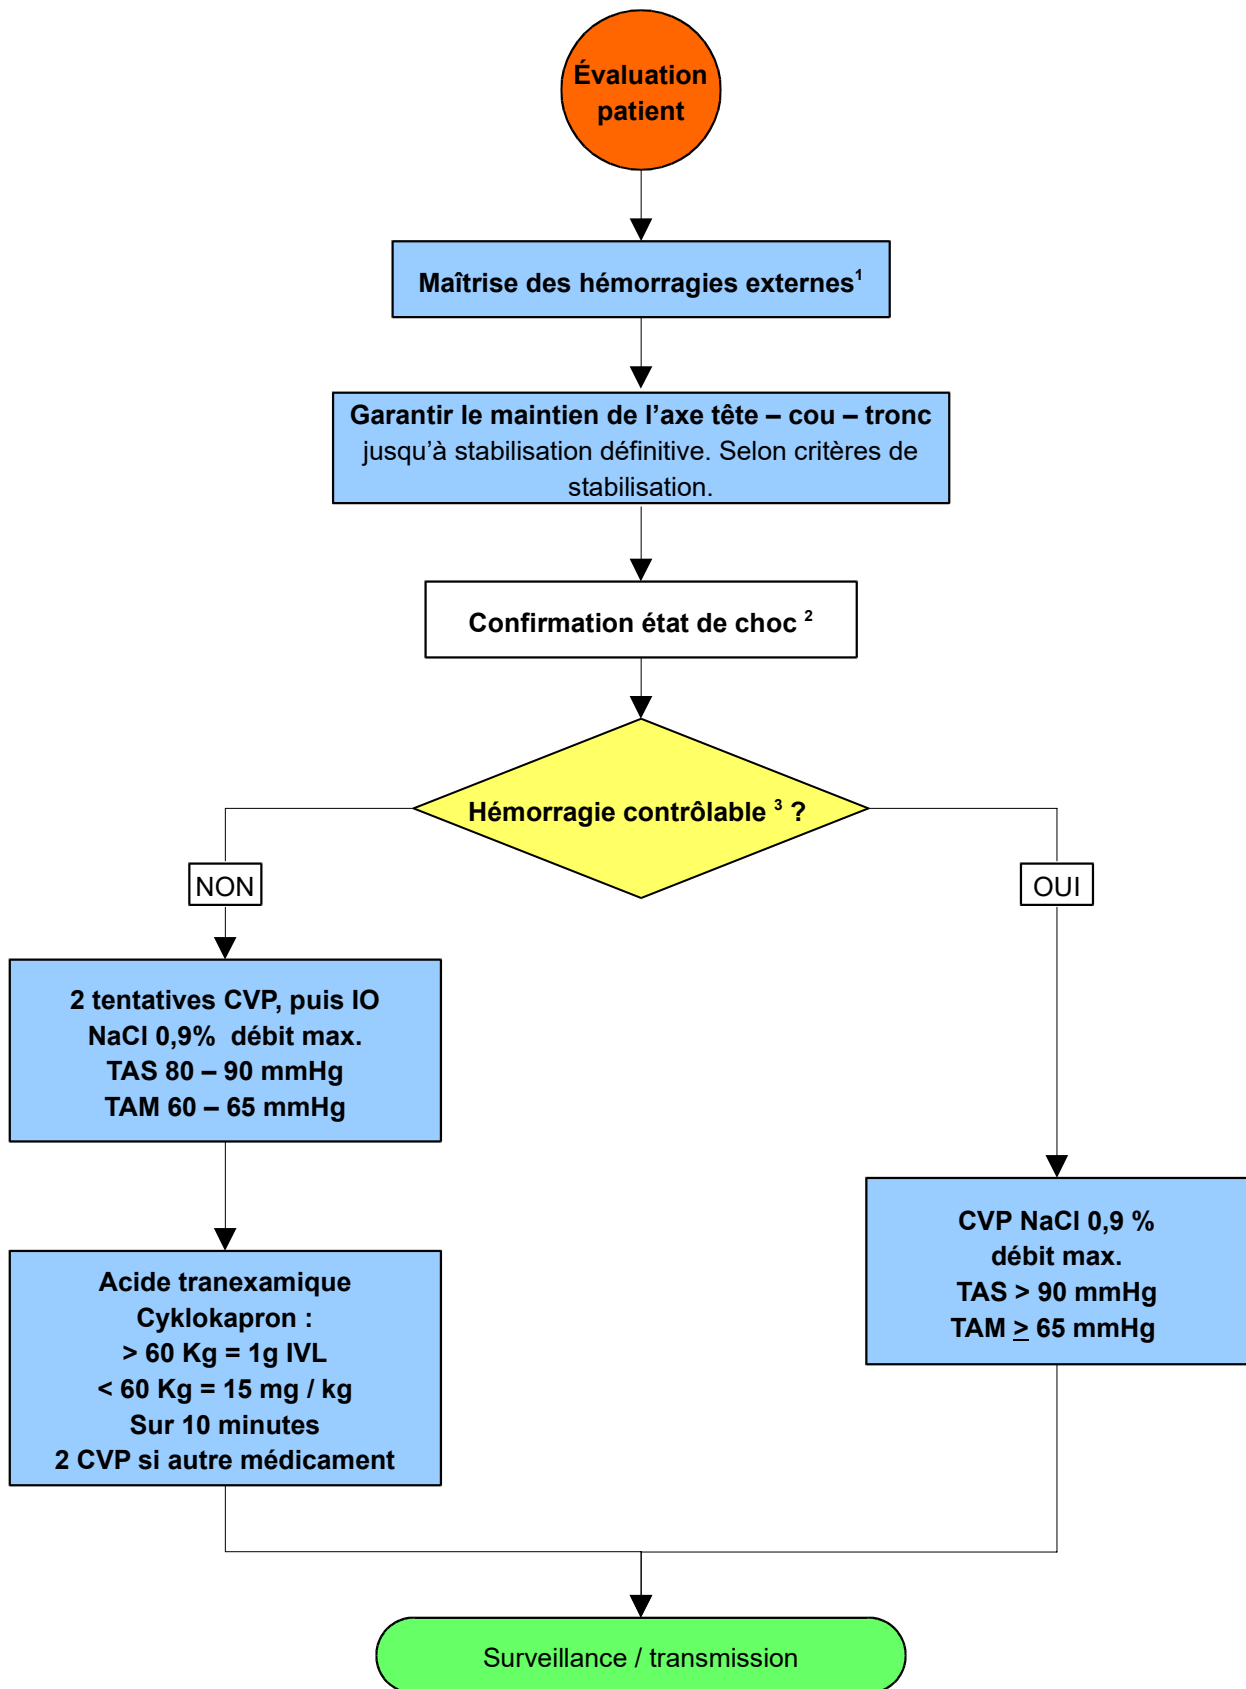 Évaluation
patient
Maîtrise des hémorragies externes¹
Garantir le maintien de l’axe tête – cou – tronc
jusqu’à stabilisation définitive. Selon critères de
stabilisation.
Confirmation état de choc ²
Hémorragie contrôlable ³ ?
NON
OUI
2 tentatives CVP, puis IO
NaCl 0,9% débit max.
TAS 80 – 90 mmHg
TAM 60 – 65 mmHg
CVP NaCl 0,9 %
débit max.
TAS > 90 mmHg
TAM ≥ 65 mmHg
Acide tranexamique
Cyklokapron :
> 60 Kg = 1g IVL
< 60 Kg = 15 mg / kg
Sur 10 minutes
2 CVP si autre médicament
Surveillance / transmission